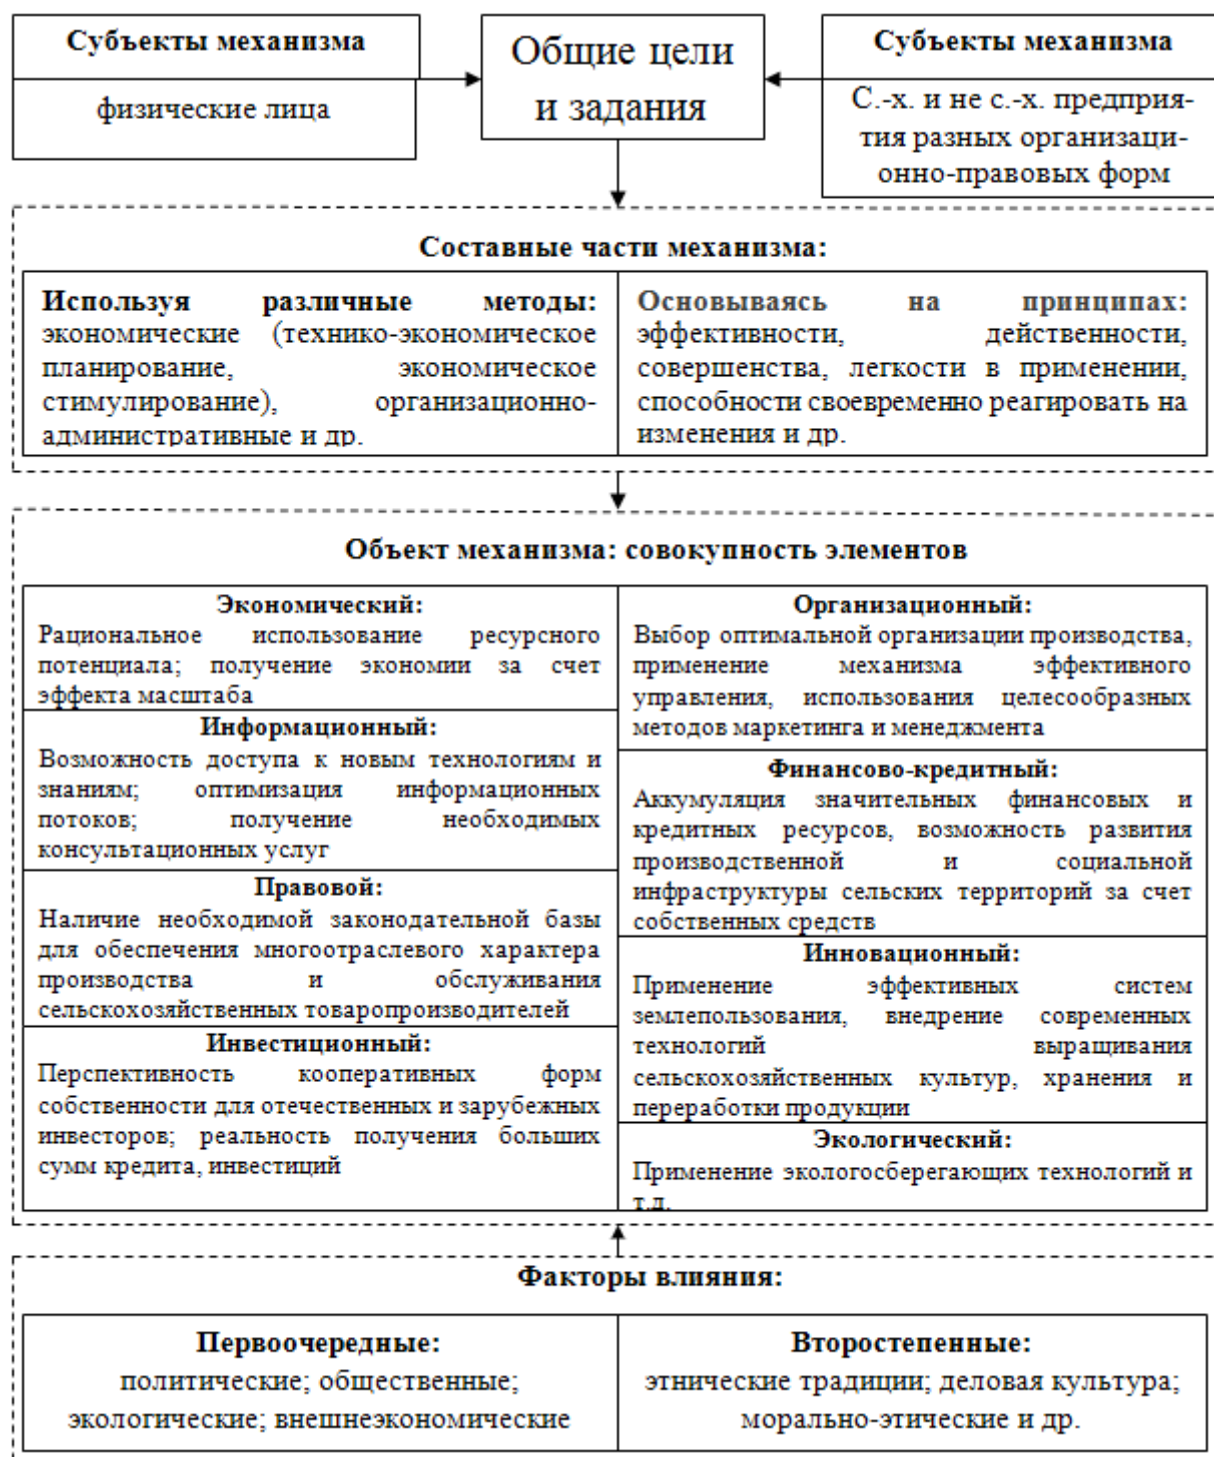 Субъекты механизма
физические лица
Общие цели
и задания
Субъекты механизма
С.-х. и не с.-х. предприя-
тия разных организаци-
онно-правовых форм
Составные части механизма:
Используя различные методы:
экономические (технико-экономическое
планирование, экономическое
стимулирование), организационно-
административные и др.
Основываясь на принципах:
эффективности, действенности,
совершенства, легкости в применении,
способности своевременно реагировать на
изменения и др.
Объект механизма: совокупность элементов
Экономический:
Рациональное использование ресурсного
потенциала; получение экономии за счет
эффекта масштаба
Информационный:
Возможность доступа к новым технологиям и
знаниям; оптимизация информационных
потоков; получение необходимых
консультационных услуг
Правовой:
Наличие необходимой законодательной базы
для обеспечения многоотраслевого характера
производства и обслуживания
сельскохозяйственных товаропроизводителей
Инвестиционный:
Перспективность кооперативных форм
собственности для отечественных и зарубежных
инвесторов; реальность получения больших
сумм кредита, инвестиций
Организационный:
Выбор оптимальной организации производства,
применение механизма эффективного
управления, использования целесообразных
методов маркетинга и менеджмента
Финансово-кредитный:
Аккумуляция значительных финансовых и
кредитных ресурсов, возможность развития
производственной и социальной
инфраструктуры сельских территорий за счет
собственных средств
Инновационный:
Применение эффективных систем
землепользования, внедрение современных
технологий выращивания
сельскохозяйственных культур, хранения и
переработки продукции
Экологический:
Применение экологосберегающих технологий и
т.д.
Факторы влияния:
Первоочередные:
политические; общественные;
экологические; внешнеэкономические
Второстепенные:
этнические традиции; деловая культура;
морально-этические и др.